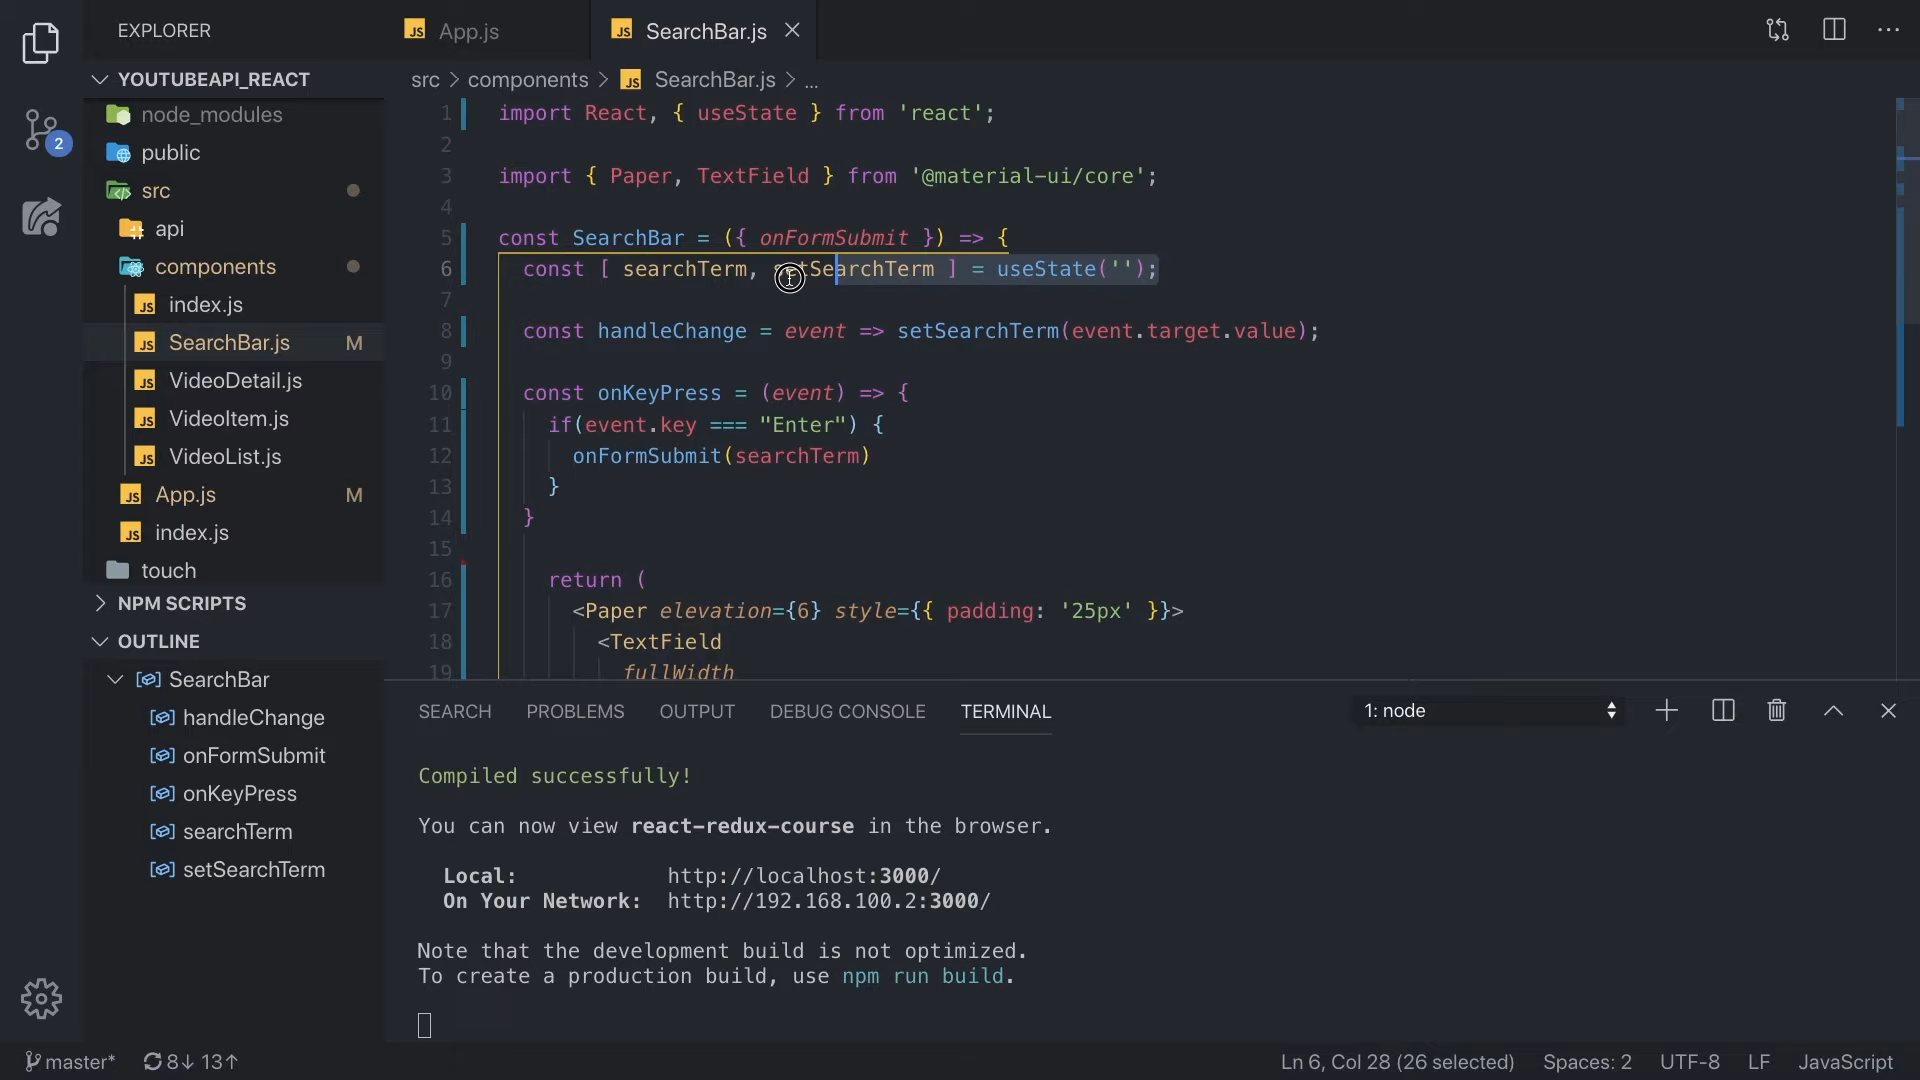 EXPLORER
YOUTUBEAPI_REACT
node_modules
public
src
api
components
index.js
SearchBar.js M
VideoDetail.js
VideoItem.js
VideoList.js
App.js M
index.js
touch
NPM SCRIPTS
OUTLINE
SearchBar
handleChange
onFormSubmit
onKeyPress
searchTerm
setSearchTerm
2
JS App.js
JS SearchBar.js
src > components > JS SearchBar.js > ...
1 import React, { useState } from 'react';
2
3 import { Paper, TextField } from '@material-ui/core';
4
5 const SearchBar = ({ onFormSubmit }) => {
6 const [ searchTerm, setSearchTerm ] = useState('');
7
8 const handleChange = event => setSearchTerm(event.target.value);
9
10 const onKeyPress = (event) => {
11 if(event.key === "Enter") {
12 onFormSubmit(searchTerm)
13 }
14 }
15
16 return (
17 <Paper elevation={6} style={{ padding: '25px' }}>
18 <TextField
19 fullWidth
SEARCH PROBLEMS OUTPUT DEBUG CONSOLE TERMINAL 1: node
Compiled successfully!
You can now view react-redux-course in the browser.
Local: http://localhost:3000/
On Your Network: http://192.168.100.2:3000/
Note that the development build is not optimized.
To create a production build, use npm run build.
master* 8↓ 13↑ Ln 6, Col 28 (26 selected) Spaces: 2 UTF-8 LF JavaScript